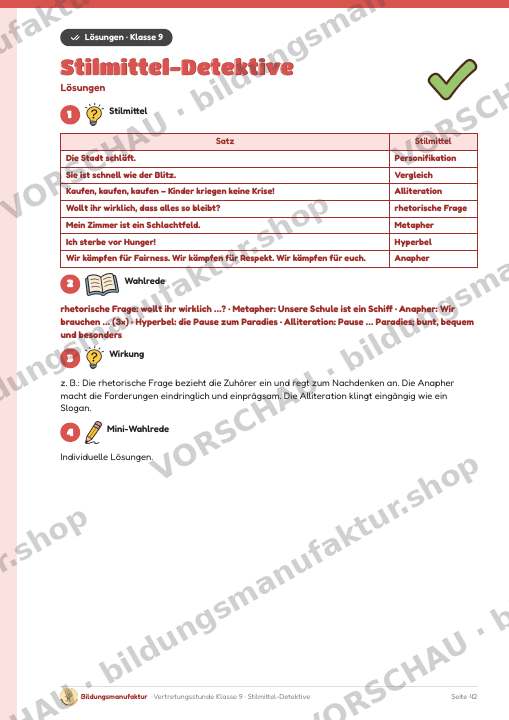 Lösungen · Klasse 9
Stilmittel-Detektive
Lösungen
1 Stilmittel
Satz Stilmittel
Die Stadt schläft. Personifikation
Sie ist schnell wie der Blitz. Vergleich
Kaufen, kaufen, kaufen – Kinder kriegen keine Krise! Alliteration
Wollt ihr wirklich, dass alles so bleibt? rhetorische Frage
Mein Zimmer ist ein Schlachtfeld. Metapher
Ich sterbe vor Hunger! Hyperbel
Wir kämpfen für Fairness. Wir kämpfen für Respekt. Wir kämpfen für euch. Anapher
2 Wahlrede
rhetorische Frage: wollt ihr wirklich …? · Metapher: Unsere Schule ist ein Schiff · Anapher: Wir
brauchen … (3x) · Hyperbel: die Pause zum Paradies · Alliteration: Pause … Paradies; bunt, bequem
und besonders
3 Wirkung
z. B.: Die rhetorische Frage bezieht die Zuhörer ein und regt zum Nachdenken an. Die Anapher
macht die Forderungen eindringlich und einprägsam. Die Alliteration klingt eingängig wie ein
Slogan.
4 Mini-Wahlrede
Individuelle Lösungen.
VORSCHAU · bildungsmanufaktur.shop
Bildungsmanufaktur · Vertretungsstunde Klasse 9 · Stilmittel-Detektive Seite 42